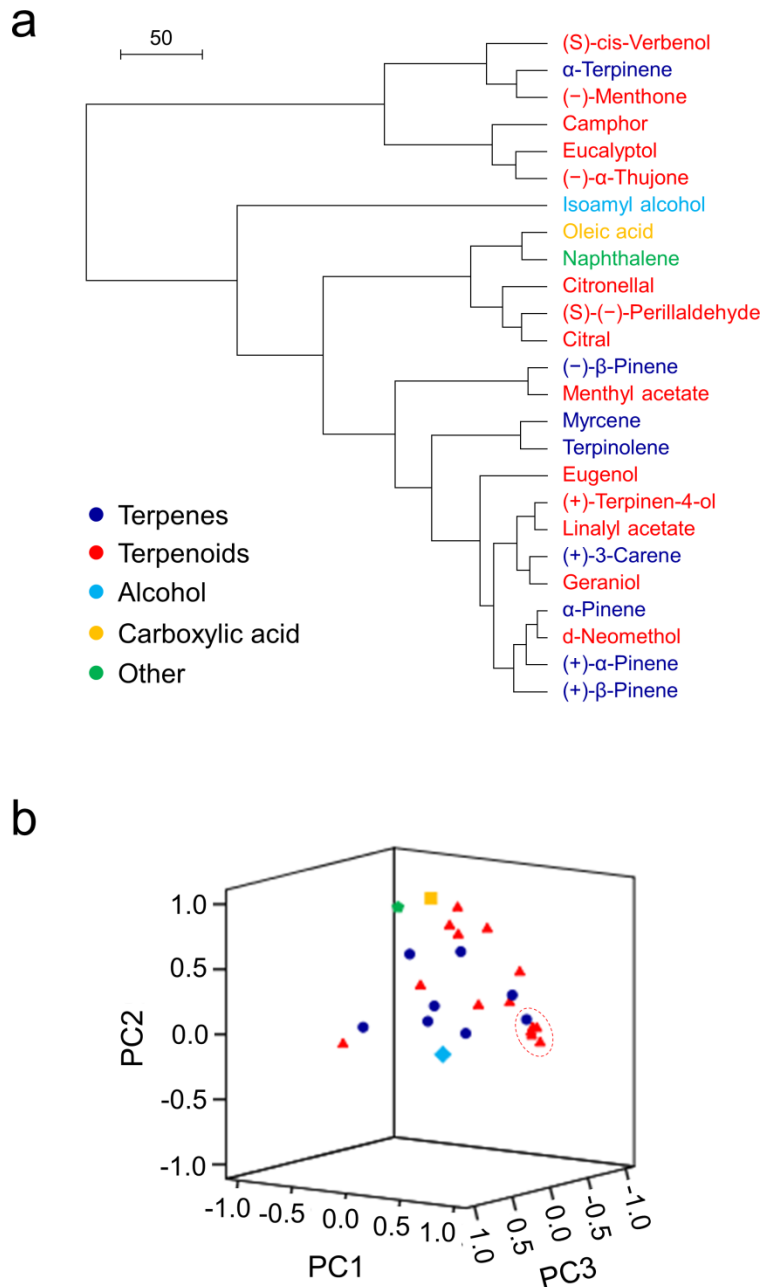 a
50
(S)-cis-Verbenol
α-Terpinene
(−)-Menthone
Camphor
Eucalyptol
(−)-α-Thujone
Isoamyl alcohol
Oleic acid
Naphthalene
Citronellal
(S)-(−)-Perillaldehyde
Citral
(−)-β-Pinene
Menthyl acetate
Myrcene
Terpinolene
Eugenol
(+)-Terpinen-4-ol
Linalyl acetate
(+)-3-Carene
Geraniol
α-Pinene
d-Neomethol
(+)-α-Pinene
(+)-β-Pinene
Terpenes
Terpenoids
Alcohol
Carboxylic acid
Other
b
PC2
1.0
0.5
0.0
-0.5
-1.0
-1.0 -0.5 0.0 0.5 1.0
PC1
1.0 0.5 0.0 -0.5 -1.0
PC3